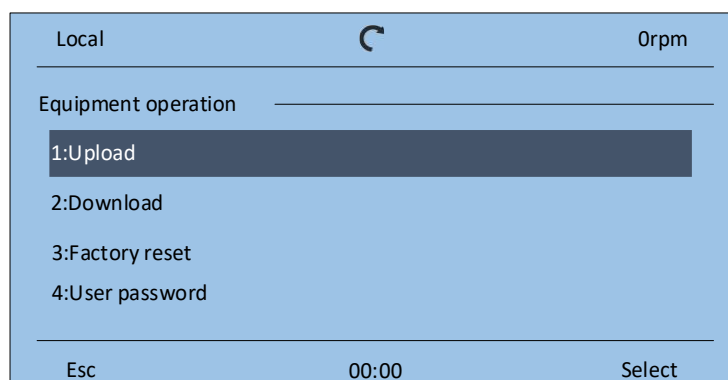 Local 0rpm
Equipment operation
1:Upload
2:Download
3:Factory reset
4:User password
Esc 00:00 Select